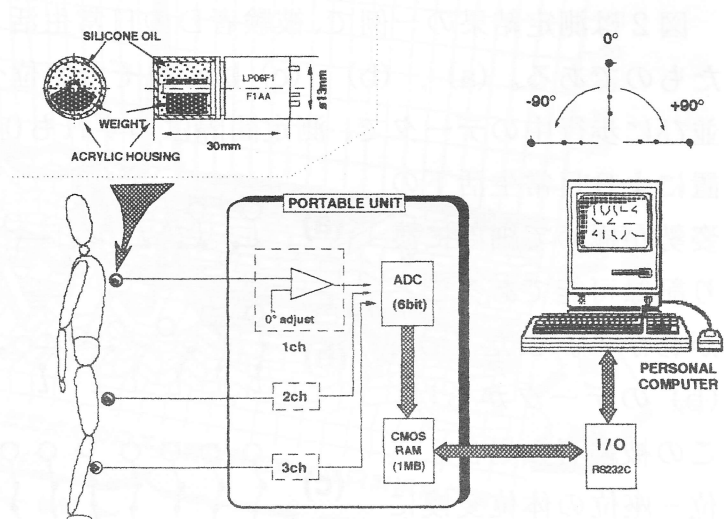 SILICONE OIL
LP06F1
F1AA
ø13mm
WEIGHT
30mm
ACRYLIC HOUSING
0°
-90°
+90°
PORTABLE UNIT
ADC
(6bit)
0° adjust
1ch
2ch
3ch
CMOS
RAM
(1MB)
I/O
RS232C
PERSONAL
COMPUTER